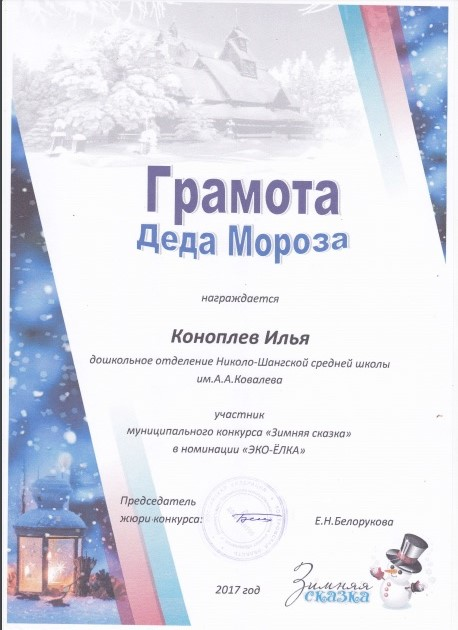 Грамота
Деда Мороза
награждается
Коноплев Илья
дошкольное отделение Николо-Шангской средней школы
им.А.А.Ковалева
участник
муниципального конкурса «Зимняя сказка»
в номинации «ЭКО-ЁЛКА»
Председатель
жюри конкурса:
Е.Н.Белорукова
2017 год
Зимняя
сказка